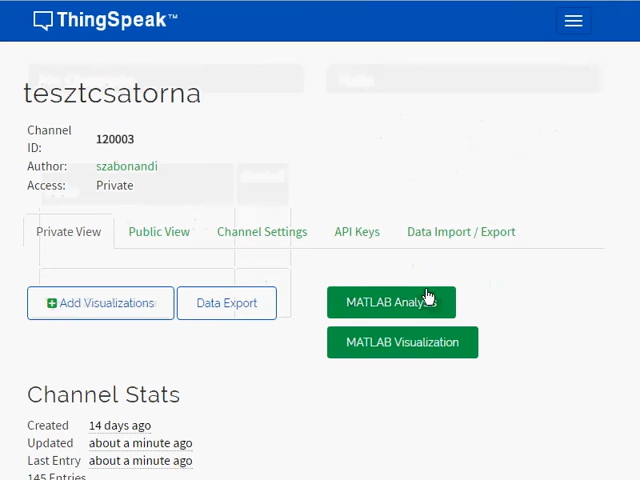 ThingSpeak™
tesztcsatorna
Channel ID: 120003
Author: szabonandi
Access: Private
Private View Public View Channel Settings API Keys Data Import / Export
Add Visualizations Data Export MATLAB Analysis
MATLAB Visualization
Channel Stats
Created 14 days ago
Updated about a minute ago
Last Entry about a minute ago
145 Entries